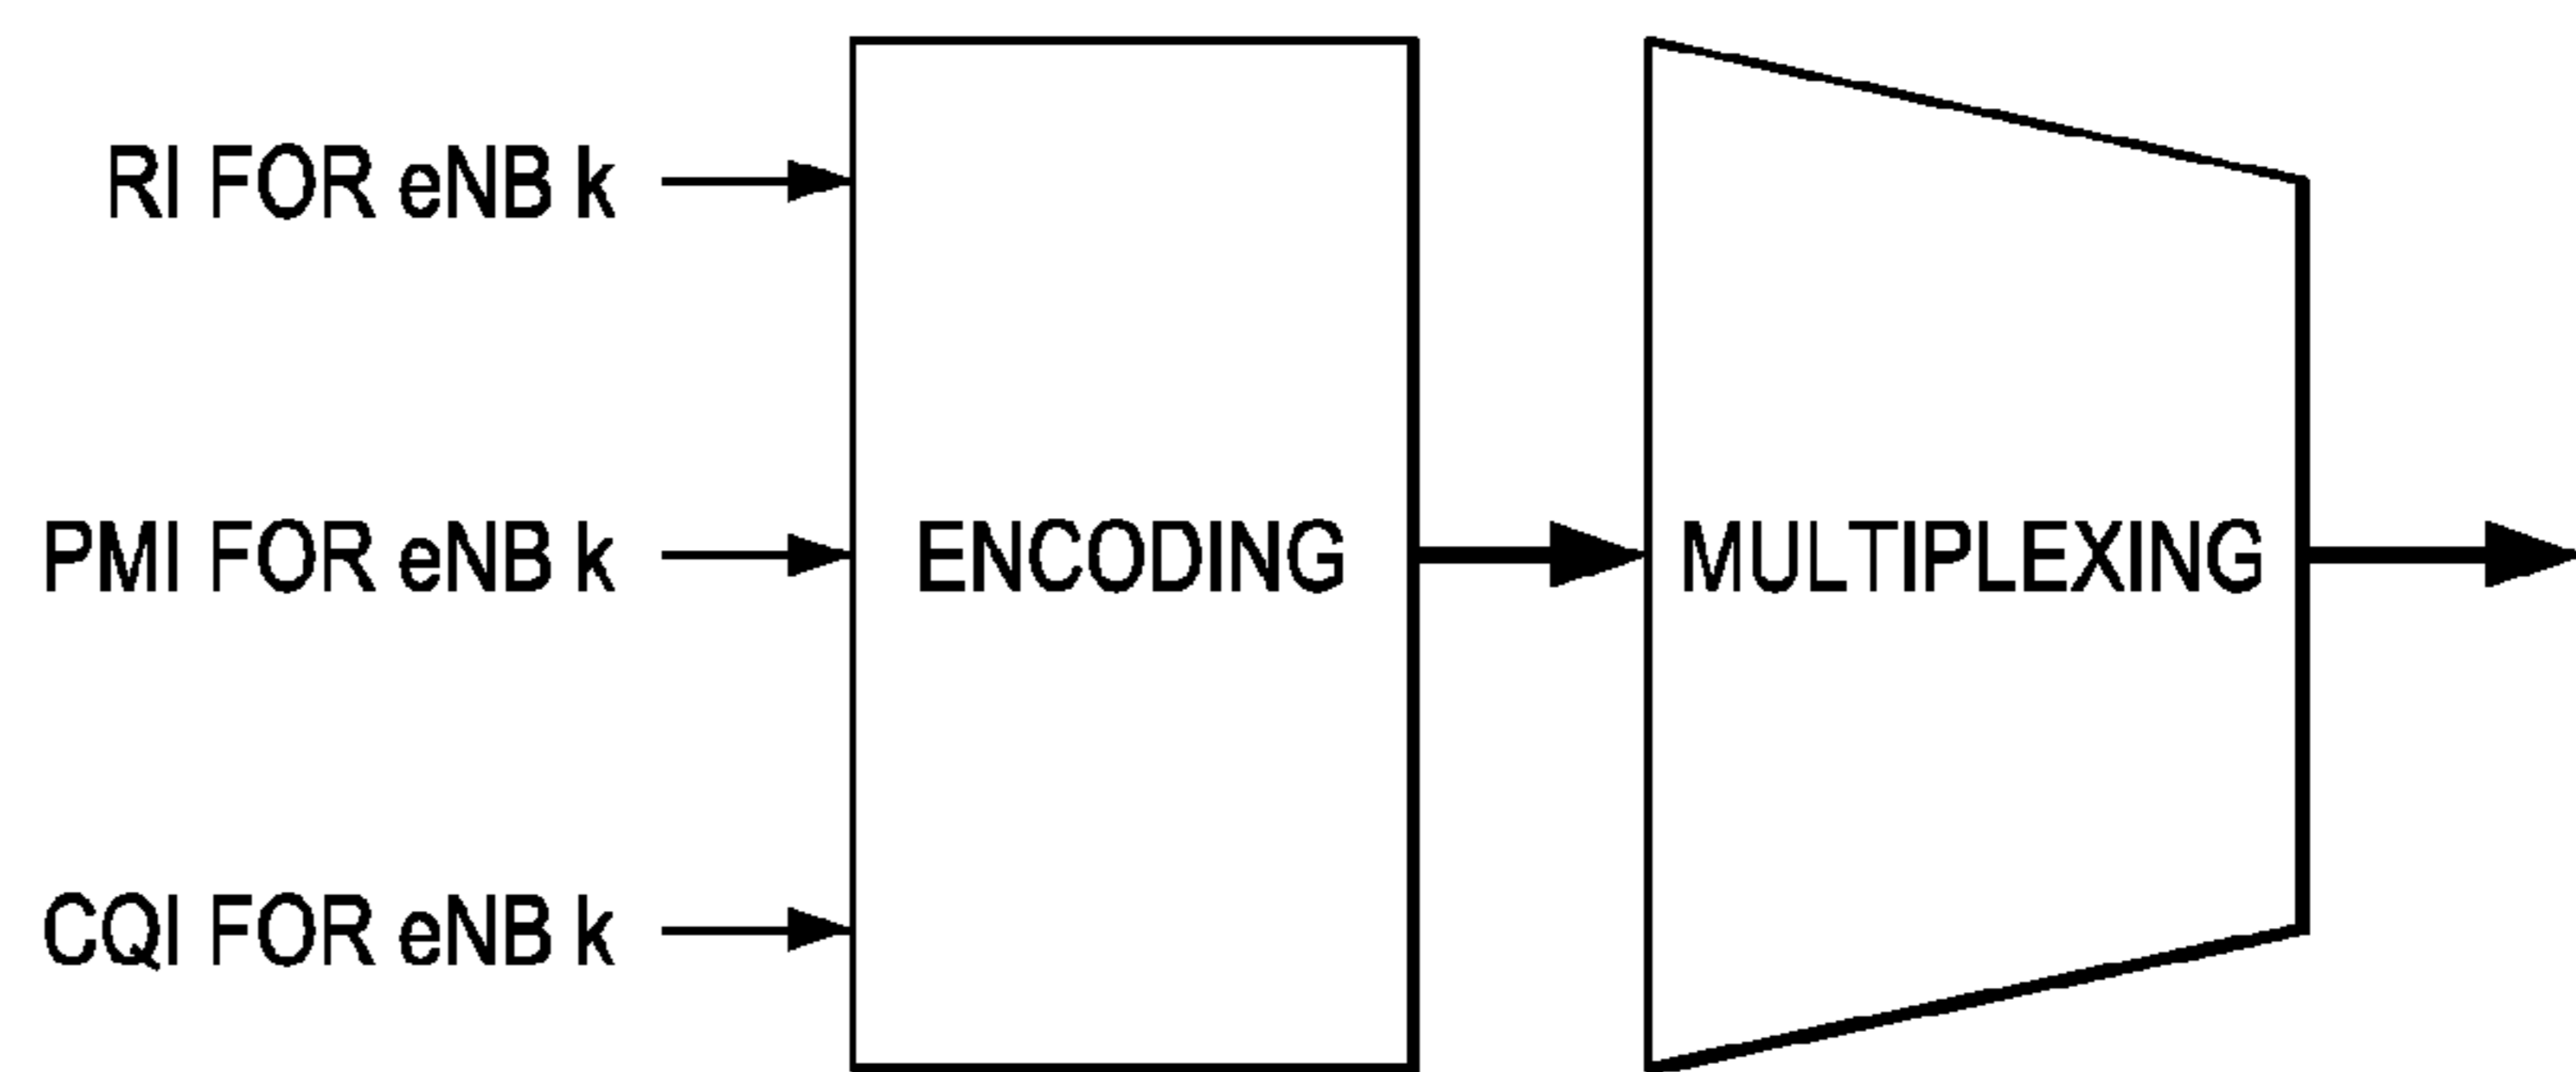 RI FOR eNB k
PMI FOR eNB k
ENCODING
MULTIPLEXING
CQI FOR eNB k